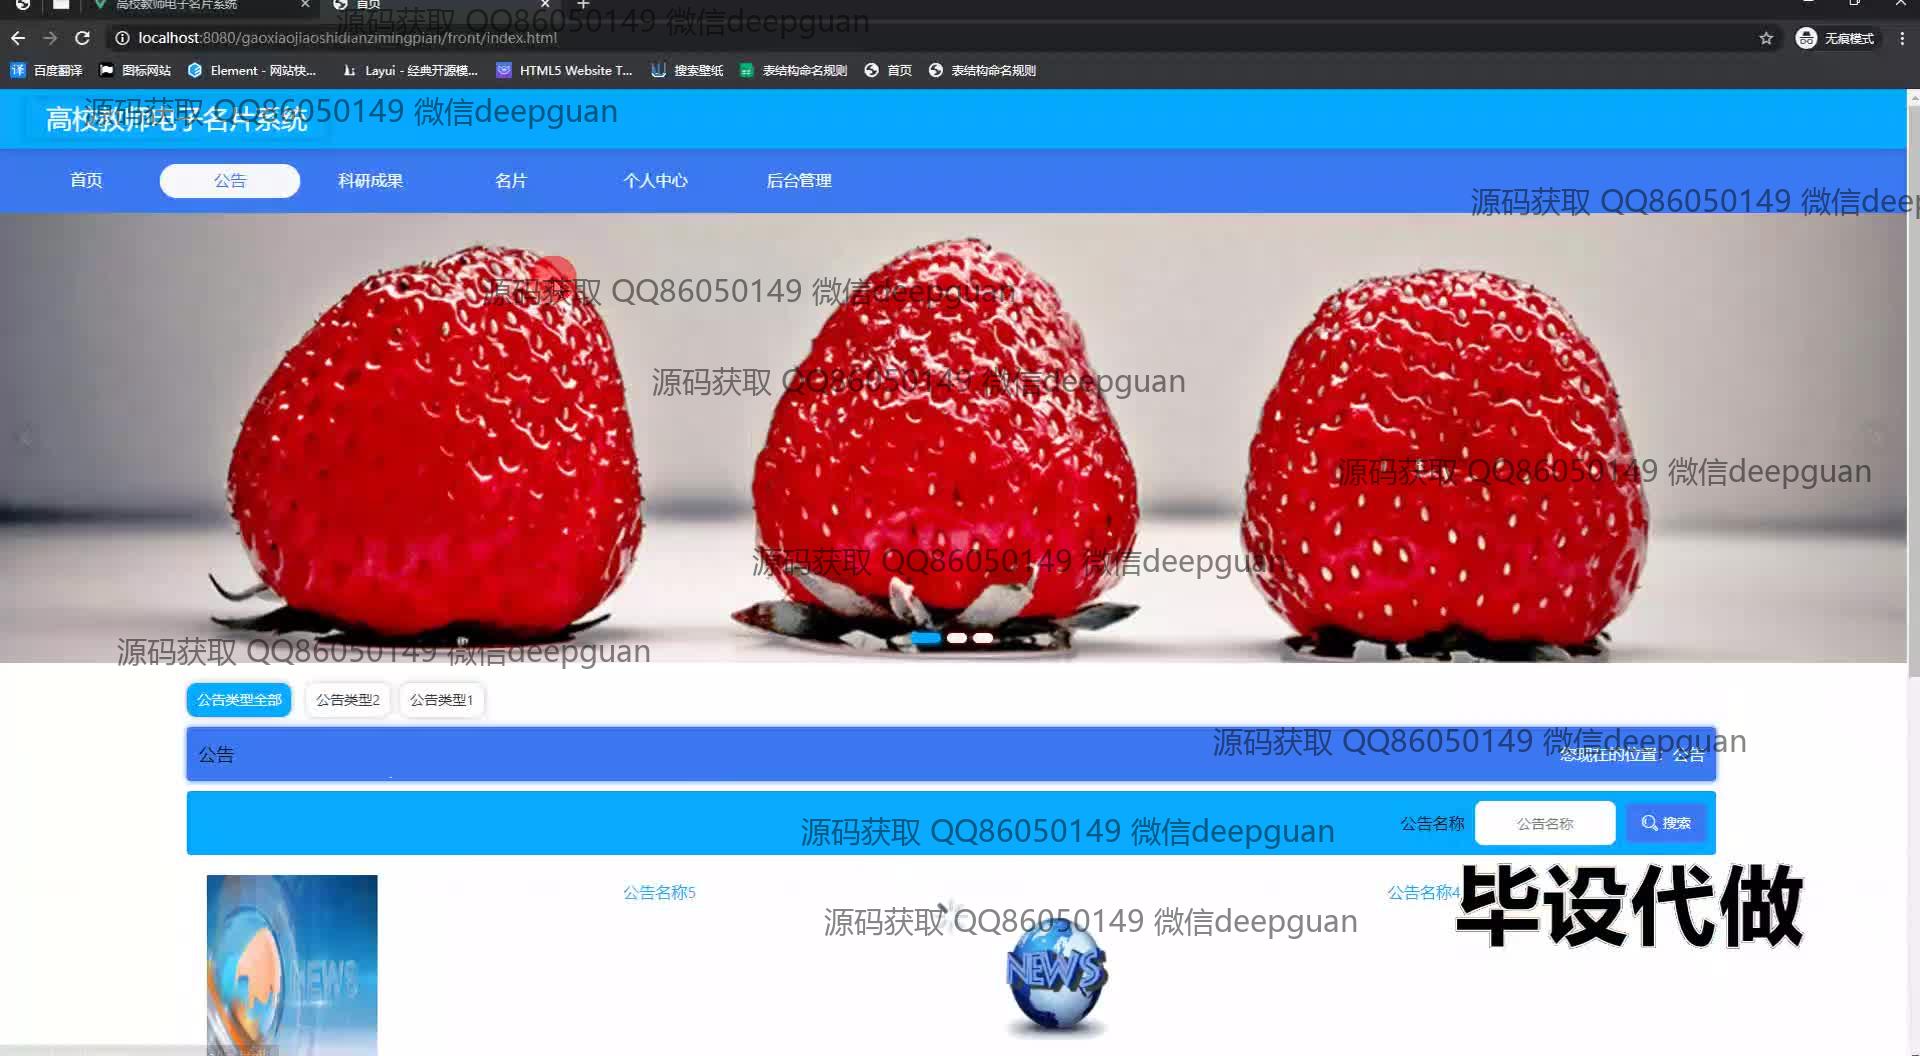 高校教师电子名片系统
首页
localhost:8080/gaoxiaojiaoshidianzimingpian/front/index.html
无痕模式
百度翻译
图标网站
Element - 网站快...
Layui - 经典开源模...
HTML5 Website T...
搜索壁纸
表结构命名规则
首页
表结构命名规则
源码获取 QQ86050149 微信deepguan
高校教师电子名片系统
源码获取 QQ86050149 微信deepguan
首页
公告
科研成果
名片
个人中心
后台管理
源码获取 QQ86050149 微信deep
源码获取 QQ86050149 微信deepguan
源码获取 QQ86050149 微信deepguan
源码获取 QQ86050149 微信deepguan
源码获取 QQ86050149 微信deepguan
源码获取 QQ86050149 微信deepguan
公告类型全部
公告类型2
公告类型1
源码获取 QQ86050149 微信deepguan
公告
您现在的位置: 公告
源码获取 QQ86050149 微信deepguan
公告名称
公告名称
搜索
公告名称5
公告名称4
毕设代做
源码获取 QQ86050149 微信deepguan
NEWS
NEWS